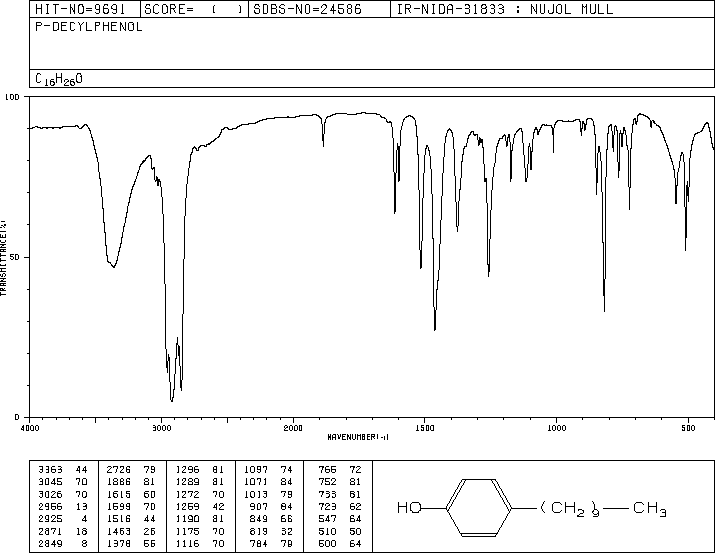 HIT-NO=9691 SCORE= ( ) SDBS-NO=24586 IR-NIDA-31833 : NUJOL MULL
P-DECYLPHENOL
C16H26O
100
50
0
TRANSMITTANCE(%)
4000 3000 2000 1500 1000 500
WAVENUMBER(-1)
3363 44 2726 79 1296 81 1097 74 766 72
3045 70 1886 81 1289 81 1071 84 752 81
3026 70 1615 60 1272 70 1013 79 733 81
2956 13 1599 70 1259 42 907 84 723 62
2925 4 1516 44 1190 81 849 66 547 64
2871 18 1463 26 1175 70 819 32 510 50
2849 8 1378 56 1116 70 784 79 500 64
HO (CH2)9 CH3